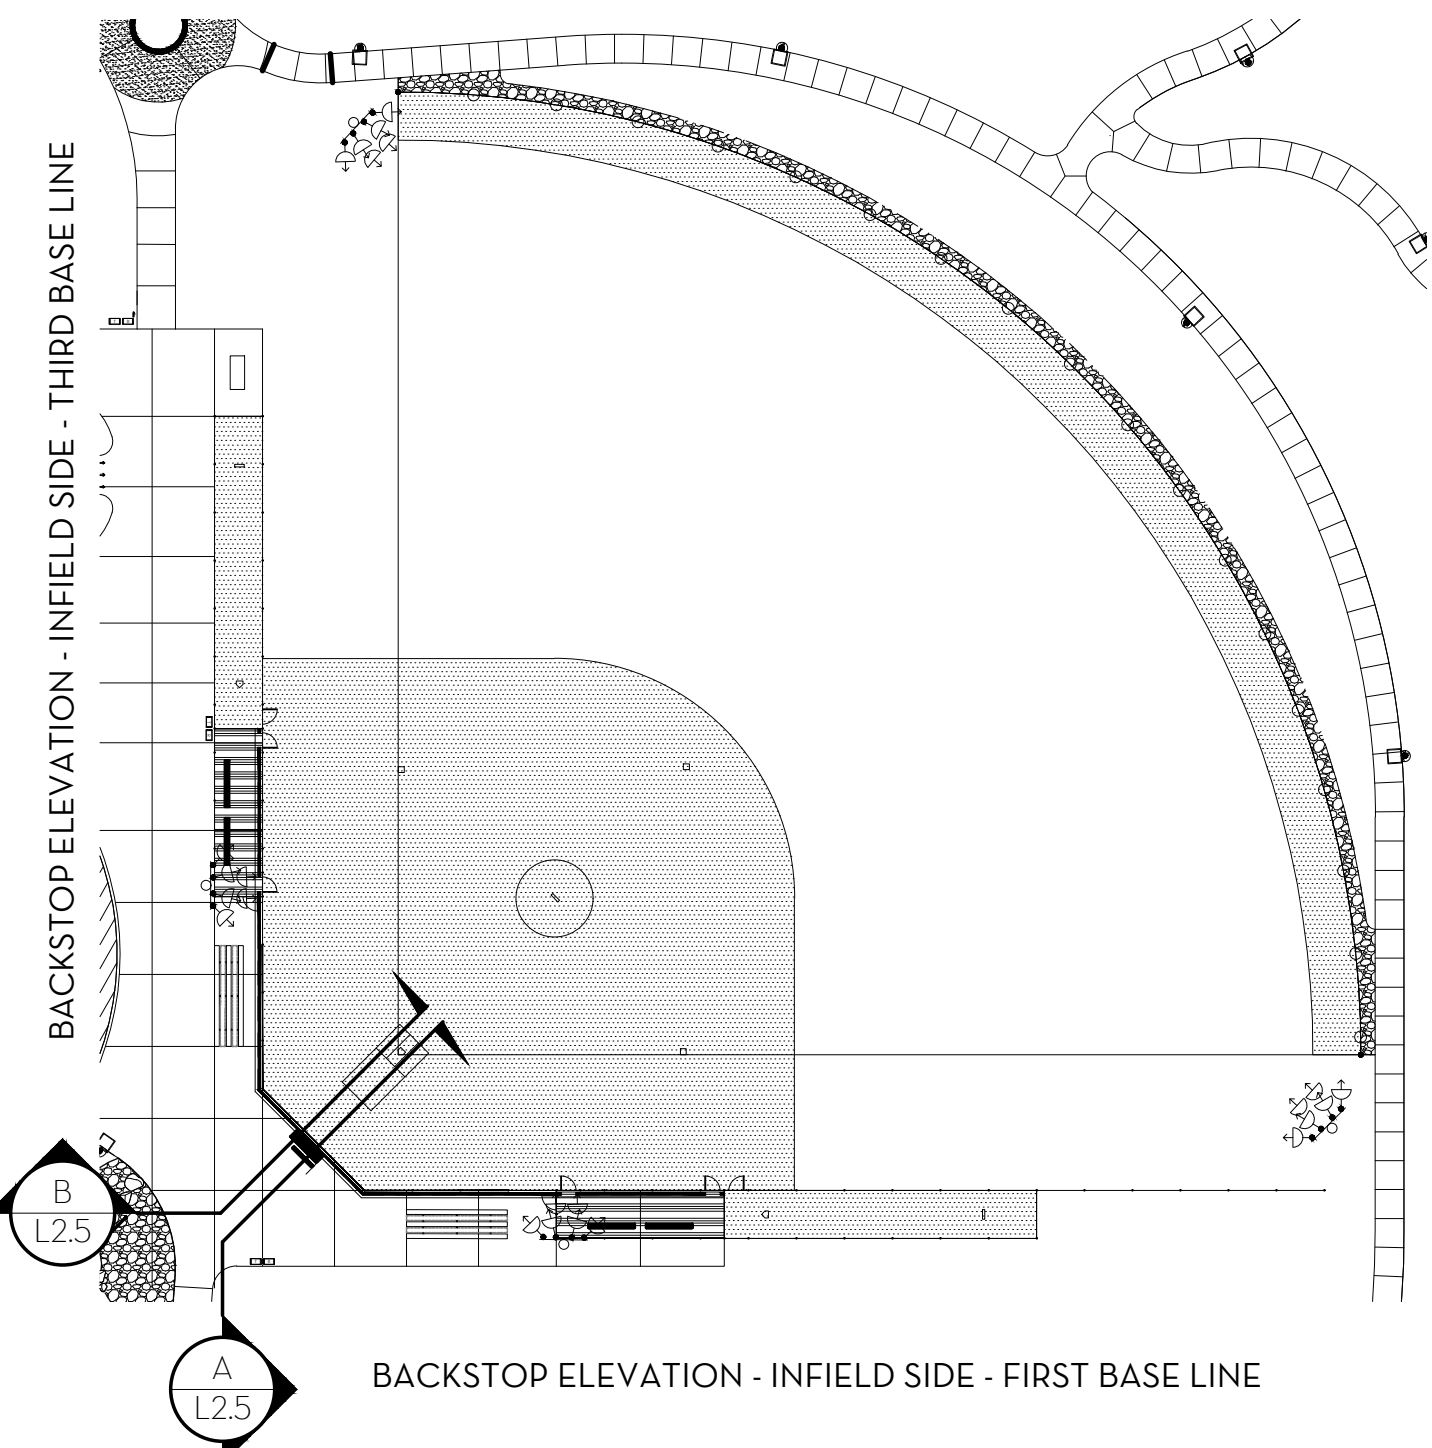 BACKSTOP ELEVATION - INFIELD SIDE - THIRD BASE LINE
B
L2.5
A
L2.5
BACKSTOP ELEVATION - INFIELD SIDE - FIRST BASE LINE